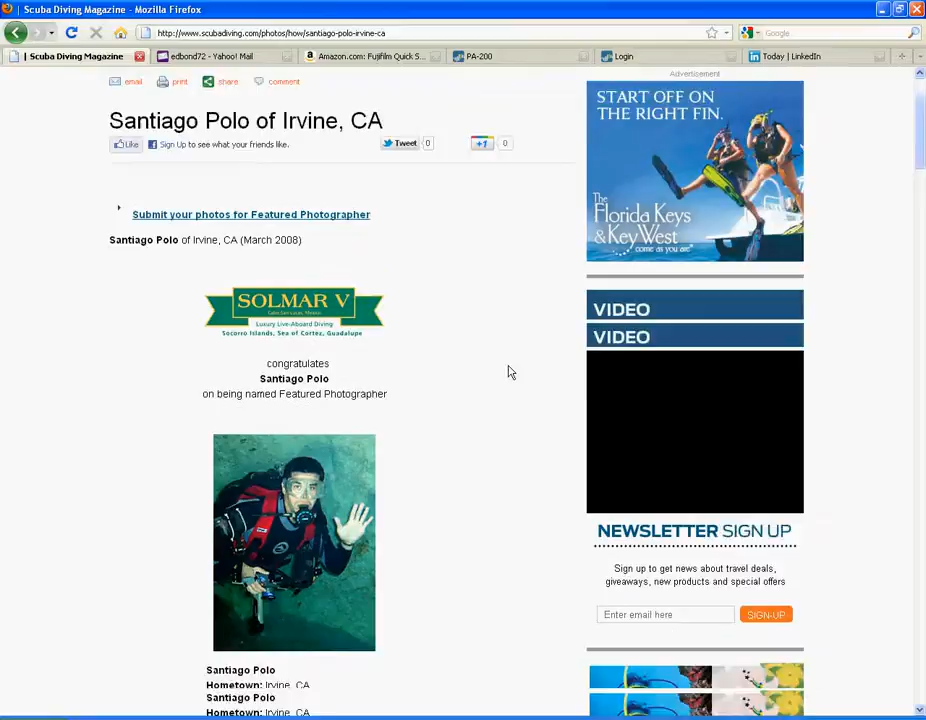 Scuba Diving Magazine - Mozilla Firefox
http://www.scubadiving.com/photos/how/santiago-polo-irvine-ca
Google
Scuba Diving Magazine
edbond72 - Yahoo! Mail
Amazon.com: Fujifilm Quick S...
PA-200
Login
Today | LinkedIn
email
print
share
comment
Advertisement
Santiago Polo of Irvine, CA
Like
Sign Up to see what your friends like.
Tweet
0
+1
0
START OFF ON
THE RIGHT FIN.
The
Florida Keys
& Key West
come as you are
Submit your photos for Featured Photographer
Santiago Polo of Irvine, CA (March 2008)
SOLMAR V
Cabo San Lucas, Mexico
Luxury Live-Aboard Diving
Socorro Islands, Sea of Cortez, Guadalupe
congratulates
Santiago Polo
on being named Featured Photographer
VIDEO
VIDEO
NEWSLETTER SIGN UP
Sign up to get news about travel deals,
giveaways, new products and special offers
Enter email here
SIGN-UP
Santiago Polo
Hometown: Irvine, CA
Santiago Polo
Hometown: Irvine, CA